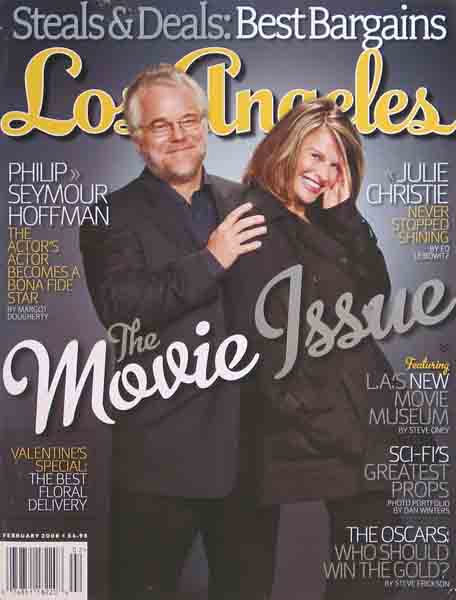 Steals & Deals: Best Bargains
Los Angeles
PHILIP »
SEYMOUR
HOFFMAN
THE
ACTOR'S
ACTOR
BECOMES A
BONA FIDE
STAR
BY MARGOT
DOUGHERTY
« JULIE
CHRISTIE
NEVER
STOPPED
SHINING
BY ED
LEIBOWITZ
The
Movie Issue
Featuring
L.A.'S NEW
MOVIE
MUSEUM
BY STEVE ONEY
SCI-FI'S
GREATEST
PROPS
PHOTO PORTFOLIO
BY DAN WINTERS
THE OSCARS:
WHO SHOULD
WIN THE GOLD?
BY STEVE ERICKSON
VALENTINE'S
SPECIAL:
THE BEST
FLORAL
DELIVERY
FEBRUARY 2008 • $4.95